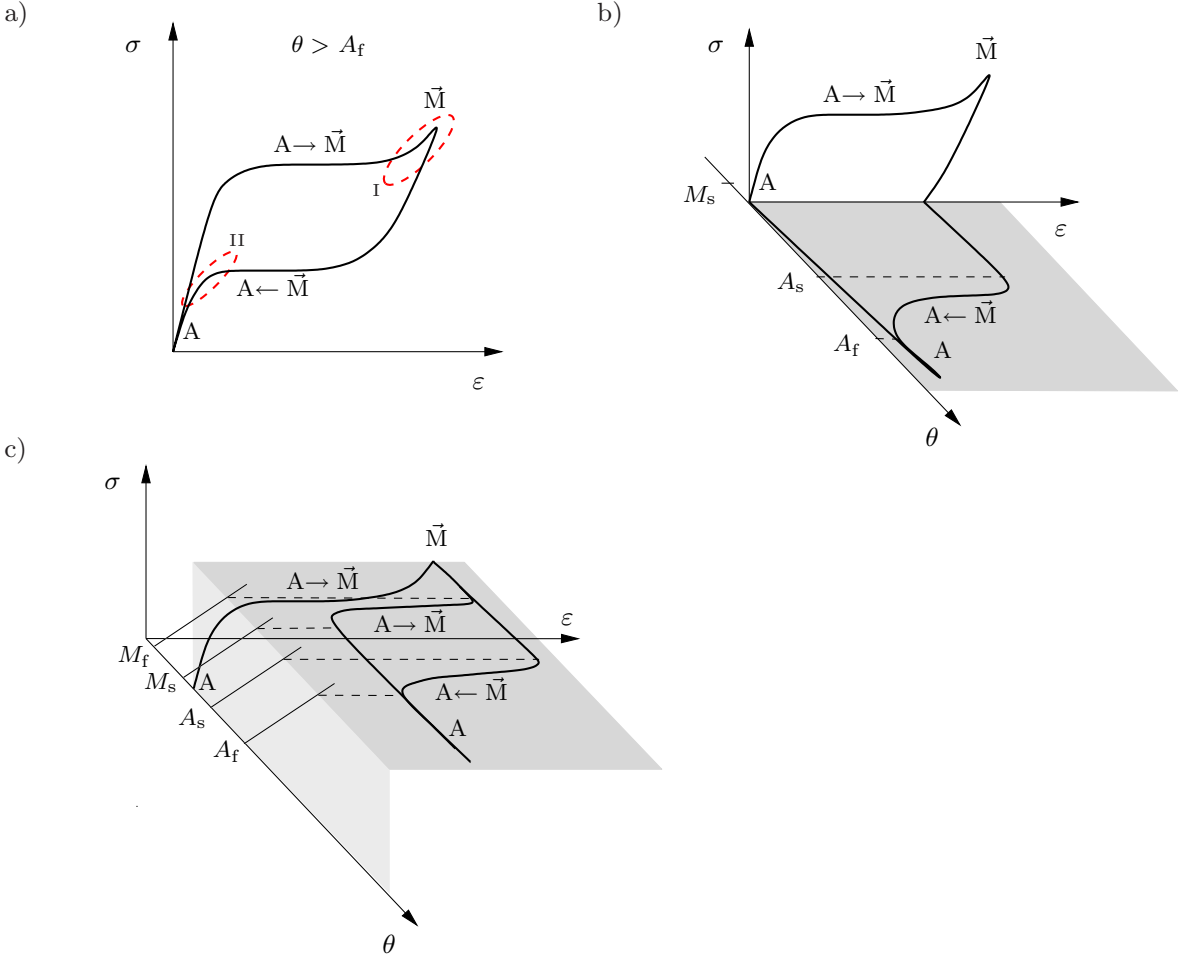 a)
σ
θ > A_f
M⃗
A→ M⃗
I
II
A← M⃗
A
ε
b)
σ
M⃗
A→ M⃗
A
M_s
ε
A_s
A← M⃗
A_f
A
θ
c)
σ
M⃗
A→ M⃗
ε
A→ M⃗
M_f
M_s
A
A← M⃗
A_s
A
A_f
θ